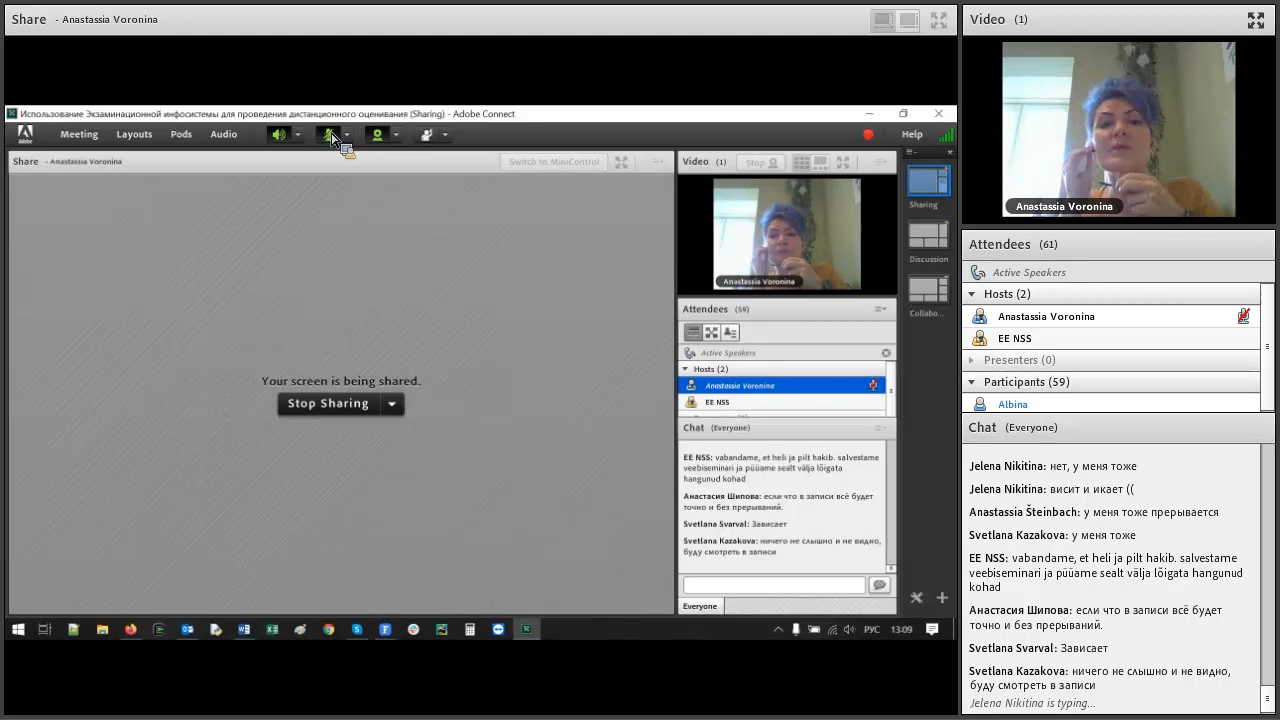 Share - Anastassia Voronina
Использование Экзаменационной инфосистемы для проведения дистанционного оценивания (Sharing) - Adobe Connect
Adobe
Meeting Layouts Pods Audio
Help
Share - Anastassia Voronina
Switch to MiniControl
Your screen is being shared.
Stop Sharing
Video (1)
Stop
Anastassia Voronina
Attendees (59)
Active Speakers
Hosts (2)
Anastassia Voronina
EE NSS
Chat (Everyone)
EE NSS: vabandame, et heli ja pilt hakib. salvestame
veebiseminari ja püüame sealt välja lõigata
hangunud kohad
Анастасия Шипова: если что в записи всё будет
точно и без прерываний.
Svetlana Svarval: Зависает
Svetlana Kazakova: ничего не слышно и не видно,
буду смотреть в записи
Everyone
Sharing
Discussion
Collabo...
РУС 13:09
Video (1)
Anastassia Voronina
Attendees (61)
Active Speakers
Hosts (2)
Anastassia Voronina
EE NSS
Presenters (0)
Participants (59)
Albina
Chat (Everyone)
Jelena Nikitina: нет, у меня тоже
Jelena Nikitina: висит и икает ((
Anastassia Šteinbach: у меня тоже прерывается
Svetlana Kazakova: у меня тоже
EE NSS: vabandame, et heli ja pilt hakib. salvestame
veebiseminari ja püüame sealt välja lõigata hangunud
kohad
Анастасия Шипова: если что в записи всё будет
точно и без прерываний.
Svetlana Svarval: Зависает
Svetlana Kazakova: ничего не слышно и не видно,
буду смотреть в записи
Jelena Nikitina is typing...